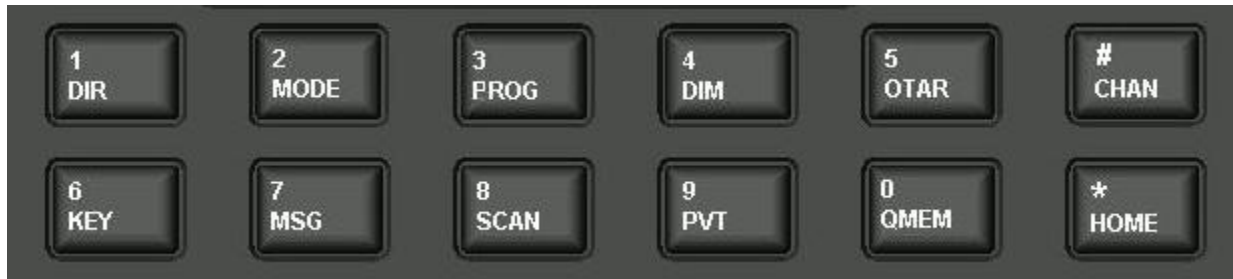 1
DIR
2
MODE
3
PROG
4
DIM
5
OTAR
#
CHAN
6
KEY
7
MSG
8
SCAN
9
PVT
0
QMEM
*
HOME